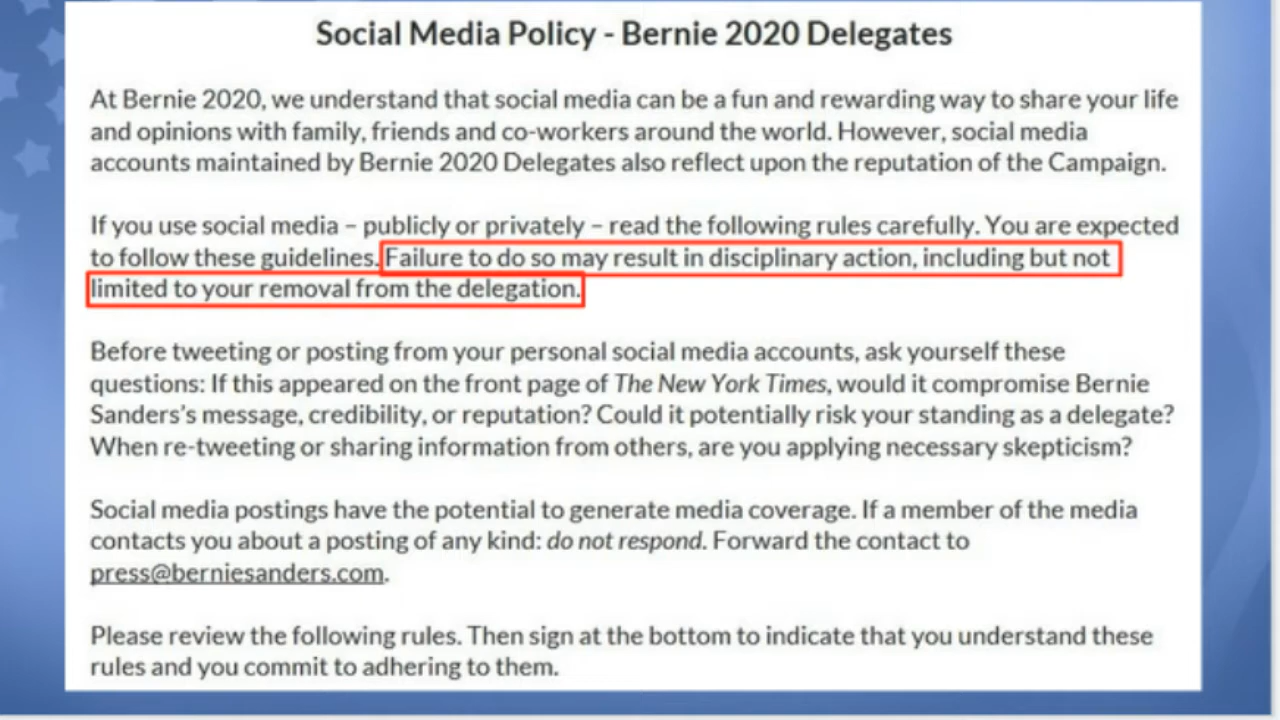 Social Media Policy - Bernie 2020 Delegates
At Bernie 2020, we understand that social media can be a fun and rewarding way to share your life
and opinions with family, friends and co-workers around the world. However, social media
accounts maintained by Bernie 2020 Delegates also reflect upon the reputation of the Campaign.
If you use social media – publicly or privately – read the following rules carefully. You are expected
to follow these guidelines. Failure to do so may result in disciplinary action, including but not
limited to your removal from the delegation.
Before tweeting or posting from your personal social media accounts, ask yourself these
questions: If this appeared on the front page of The New York Times, would it compromise Bernie
Sanders’s message, credibility, or reputation? Could it potentially risk your standing as a delegate?
When re-tweeting or sharing information from others, are you applying necessary skepticism?
Social media postings have the potential to generate media coverage. If a member of the media
contacts you about a posting of any kind: do not respond. Forward the contact to
press@berniesanders.com.
Please review the following rules. Then sign at the bottom to indicate that you understand these
rules and you commit to adhering to them.